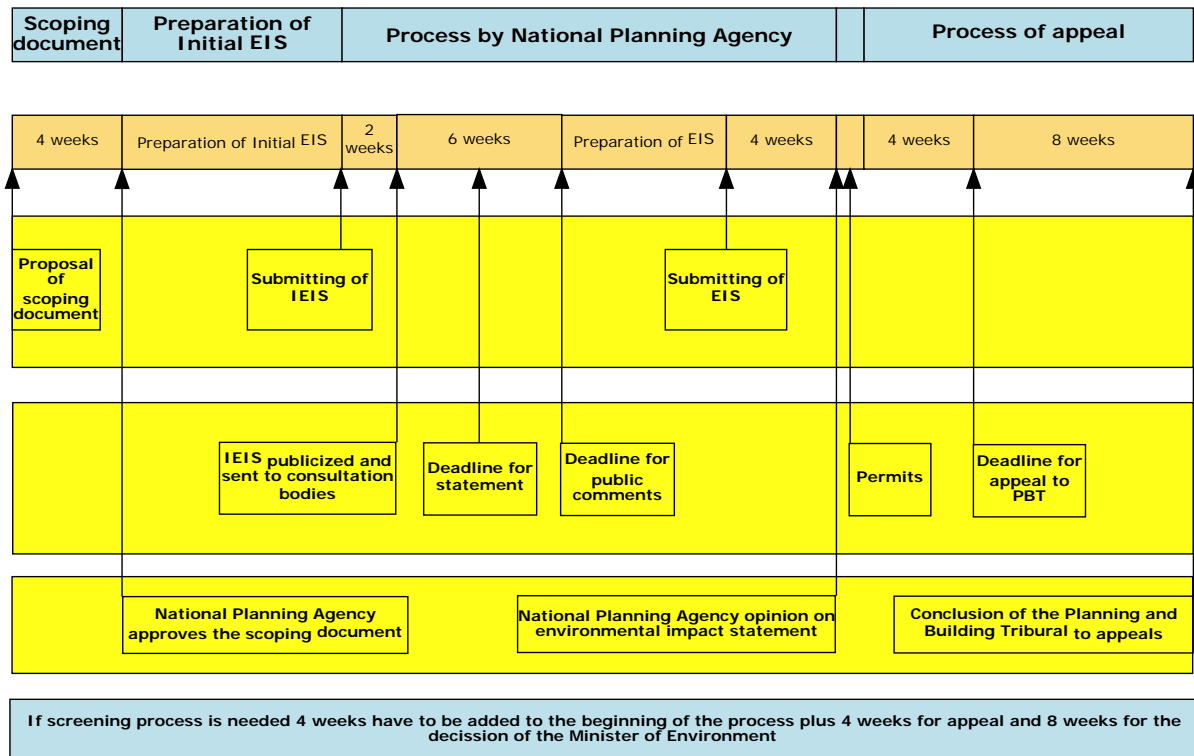 Scoping
document
Preparation of
Initial EIS
Process by National Planning Agency
Process of appeal
4 weeks
Preparation of Initial EIS
2
weeks
6 weeks
Preparation of EIS
4 weeks
4 weeks
8 weeks
Proposal
of
scoping
document
Submitting of
IEIS
Submitting of
EIS
IEIS publicized and
sent to consultation
bodies
Deadline for
statement
Deadline for
public
comments
Permits
Deadline for
appeal to
PBT
National Planning Agency
approves the scoping document
National Planning Agency opinion on
environmental impact statement
Conclusion of the Planning and
Building Tribural to appeals
If screening process is needed 4 weeks have to be added to the beginning of the process plus 4 weeks for appeal and 8 weeks for the
decission of the Minister of Environment